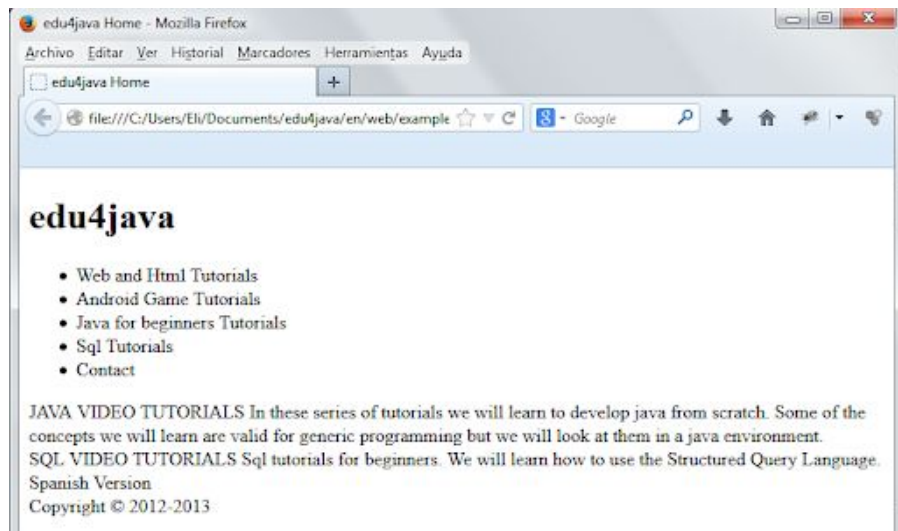 edu4java Home - Mozilla Firefox
Archivo Editar Ver Historial Marcadores Herramientas Ayuda
edu4java Home +
file:///C:/Users/Eli/Documents/edu4java/en/web/example 8 Google
edu4java
• Web and Html Tutorials
• Android Game Tutorials
• Java for beginners Tutorials
• Sql Tutorials
• Contact
JAVA VIDEO TUTORIALS In these series of tutorials we will learn to develop java from scratch. Some of the
concepts we will learn are valid for generic programming but we will look at them in a java environment.
SQL VIDEO TUTORIALS Sql tutorials for beginners. We will learn how to use the Structured Query Language.
Spanish Version
Copyright © 2012-2013